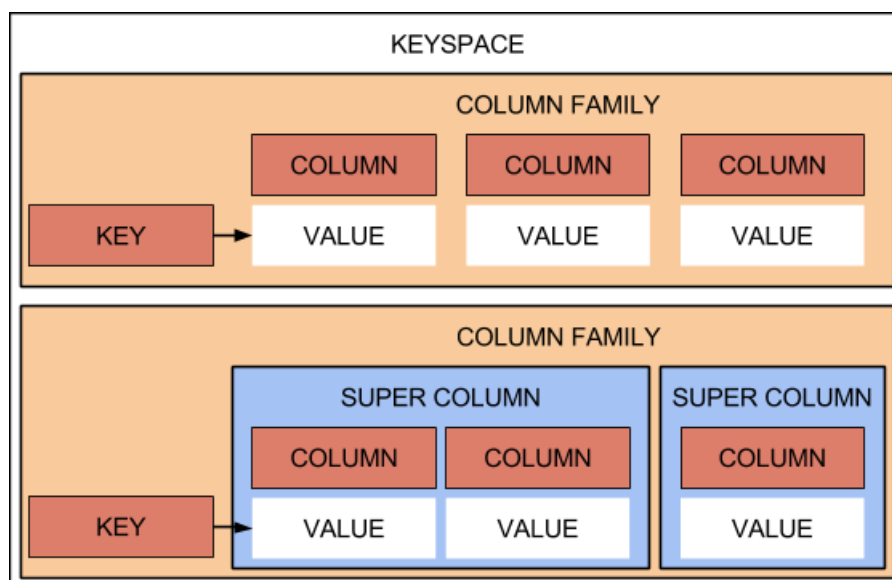 KEYSPACE
COLUMN FAMILY
COLUMN COLUMN COLUMN
KEY VALUE VALUE VALUE
COLUMN FAMILY
SUPER COLUMN SUPER COLUMN
COLUMN COLUMN COLUMN
KEY VALUE VALUE VALUE